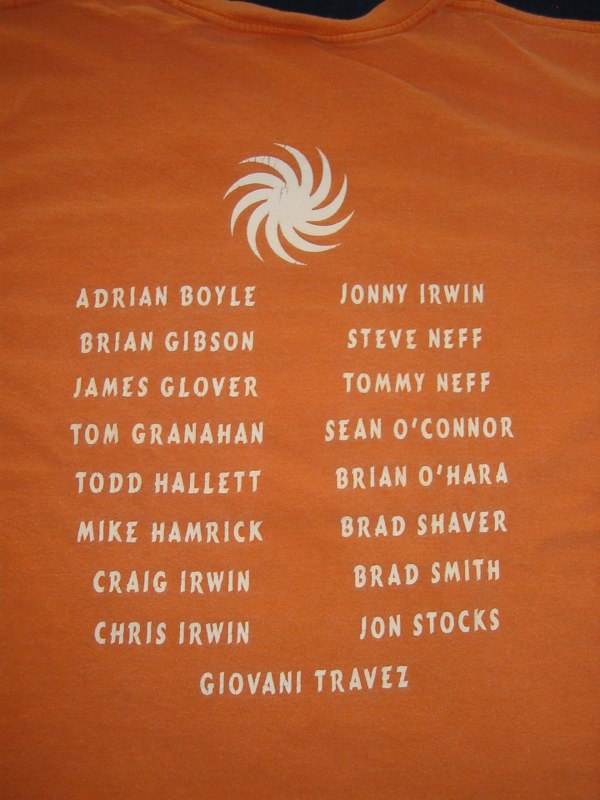 ADRIAN BOYLE
BRIAN GIBSON
JAMES GLOVER
TOM GRANAHAN
TODD HALLETT
MIKE HAMRICK
CRAIG IRWIN
CHRIS IRWIN
JONNY IRWIN
STEVE NEFF
TOMMY NEFF
SEAN O'CONNOR
BRIAN O'HARA
BRAD SHAVER
BRAD SMITH
JON STOCKS
GIOVANI TRAVEZ